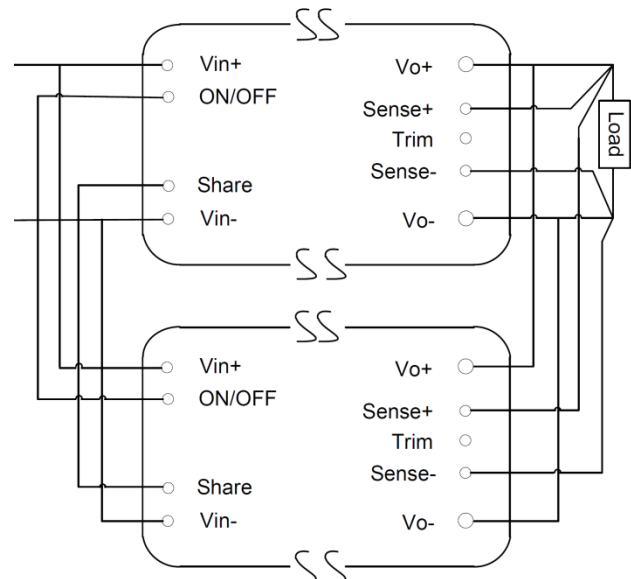 Vin+
Vo+
ON/OFF
Sense+
Load
Trim
Sense-
Share
Vin-
Vo-
Vin+
Vo+
ON/OFF
Sense+
Trim
Sense-
Share
Vin-
Vo-